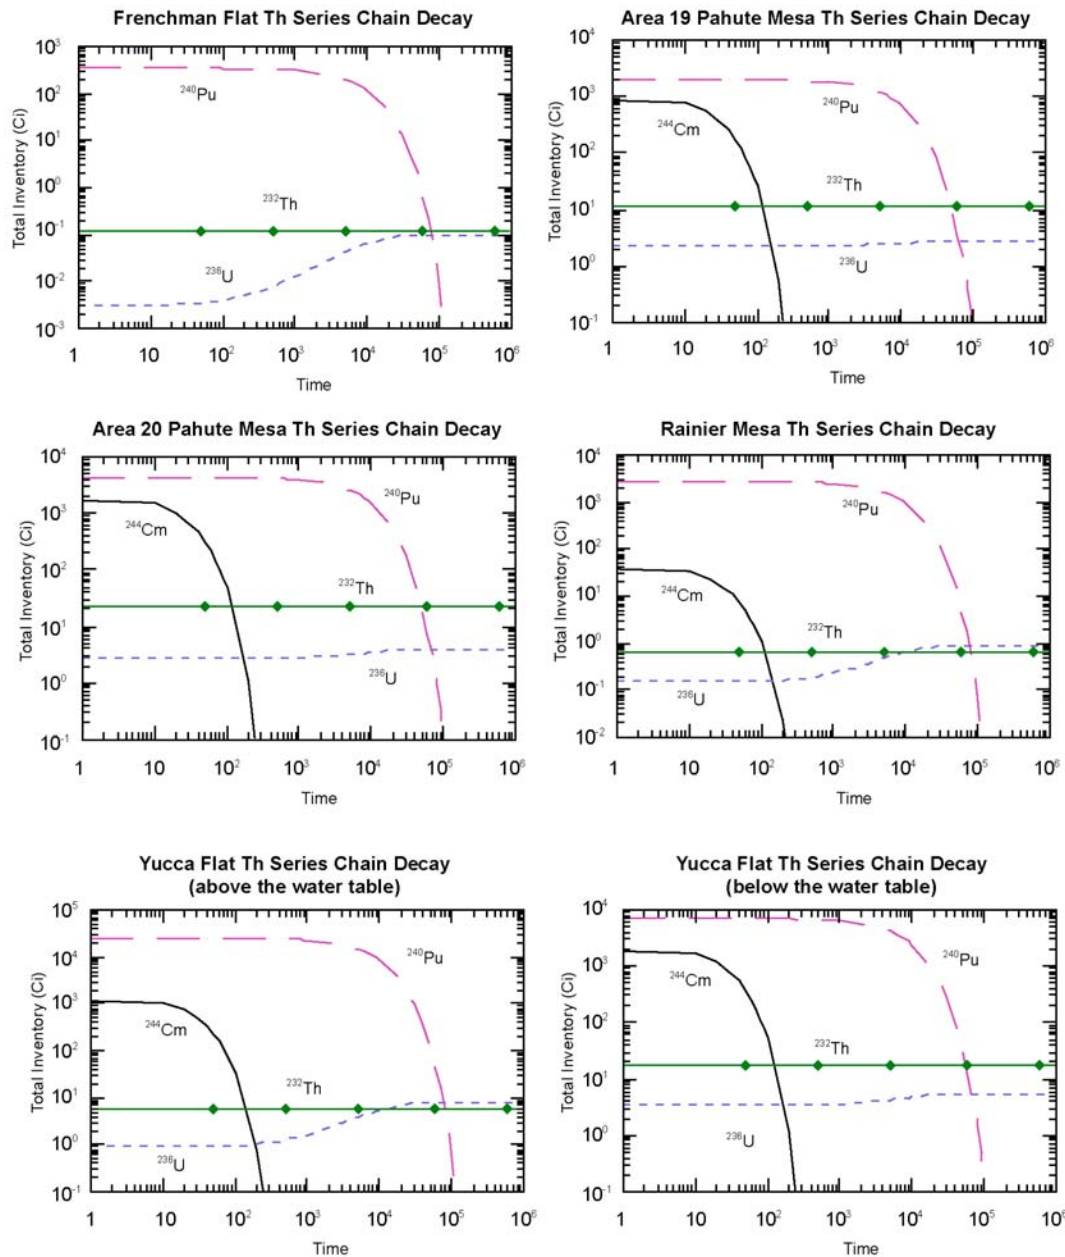 Frenchman Flat Th Series Chain Decay
Total Inventory (Ci)
10³
10²
10¹
10⁰
10⁻¹
10⁻²
10⁻³
²⁴⁰Pu
²³²Th
²³⁶U
1 10 10² 10³ 10⁴ 10⁵ 10⁶
Time
Area 19 Pahute Mesa Th Series Chain Decay
Total Inventory (Ci)
10⁴
10³
10²
10¹
10⁰
10⁻¹
²⁴⁰Pu
²⁴⁴Cm
²³²Th
²³⁶U
1 10 10² 10³ 10⁴ 10⁵ 10⁶
Time
Area 20 Pahute Mesa Th Series Chain Decay
Total Inventory (Ci)
10⁴
10³
10²
10¹
10⁰
10⁻¹
²⁴⁰Pu
²⁴⁴Cm
²³²Th
²³⁶U
1 10 10² 10³ 10⁴ 10⁵ 10⁶
Time
Rainier Mesa Th Series Chain Decay
Total Inventory (Ci)
10⁴
10³
10²
10¹
10⁰
10⁻¹
10⁻²
²⁴⁰Pu
²⁴⁴Cm
²³²Th
²³⁶U
1 10 10² 10³ 10⁴ 10⁵ 10⁶
Time
Yucca Flat Th Series Chain Decay
(above the water table)
Total Inventory (Ci)
10⁵
10⁴
10³
10²
10¹
10⁰
10⁻¹
²⁴⁰Pu
²⁴⁴Cm
²³²Th
²³⁶U
1 10 10² 10³ 10⁴ 10⁵ 10⁶
Time
Yucca Flat Th Series Chain Decay
(below the water table)
Total Inventory (Ci)
10⁴
10³
10²
10¹
10⁰
10⁻¹
²⁴⁰Pu
²⁴⁴Cm
²³²Th
²³⁶U
1 10 10² 10³ 10⁴ 10⁵ 10⁶
Time